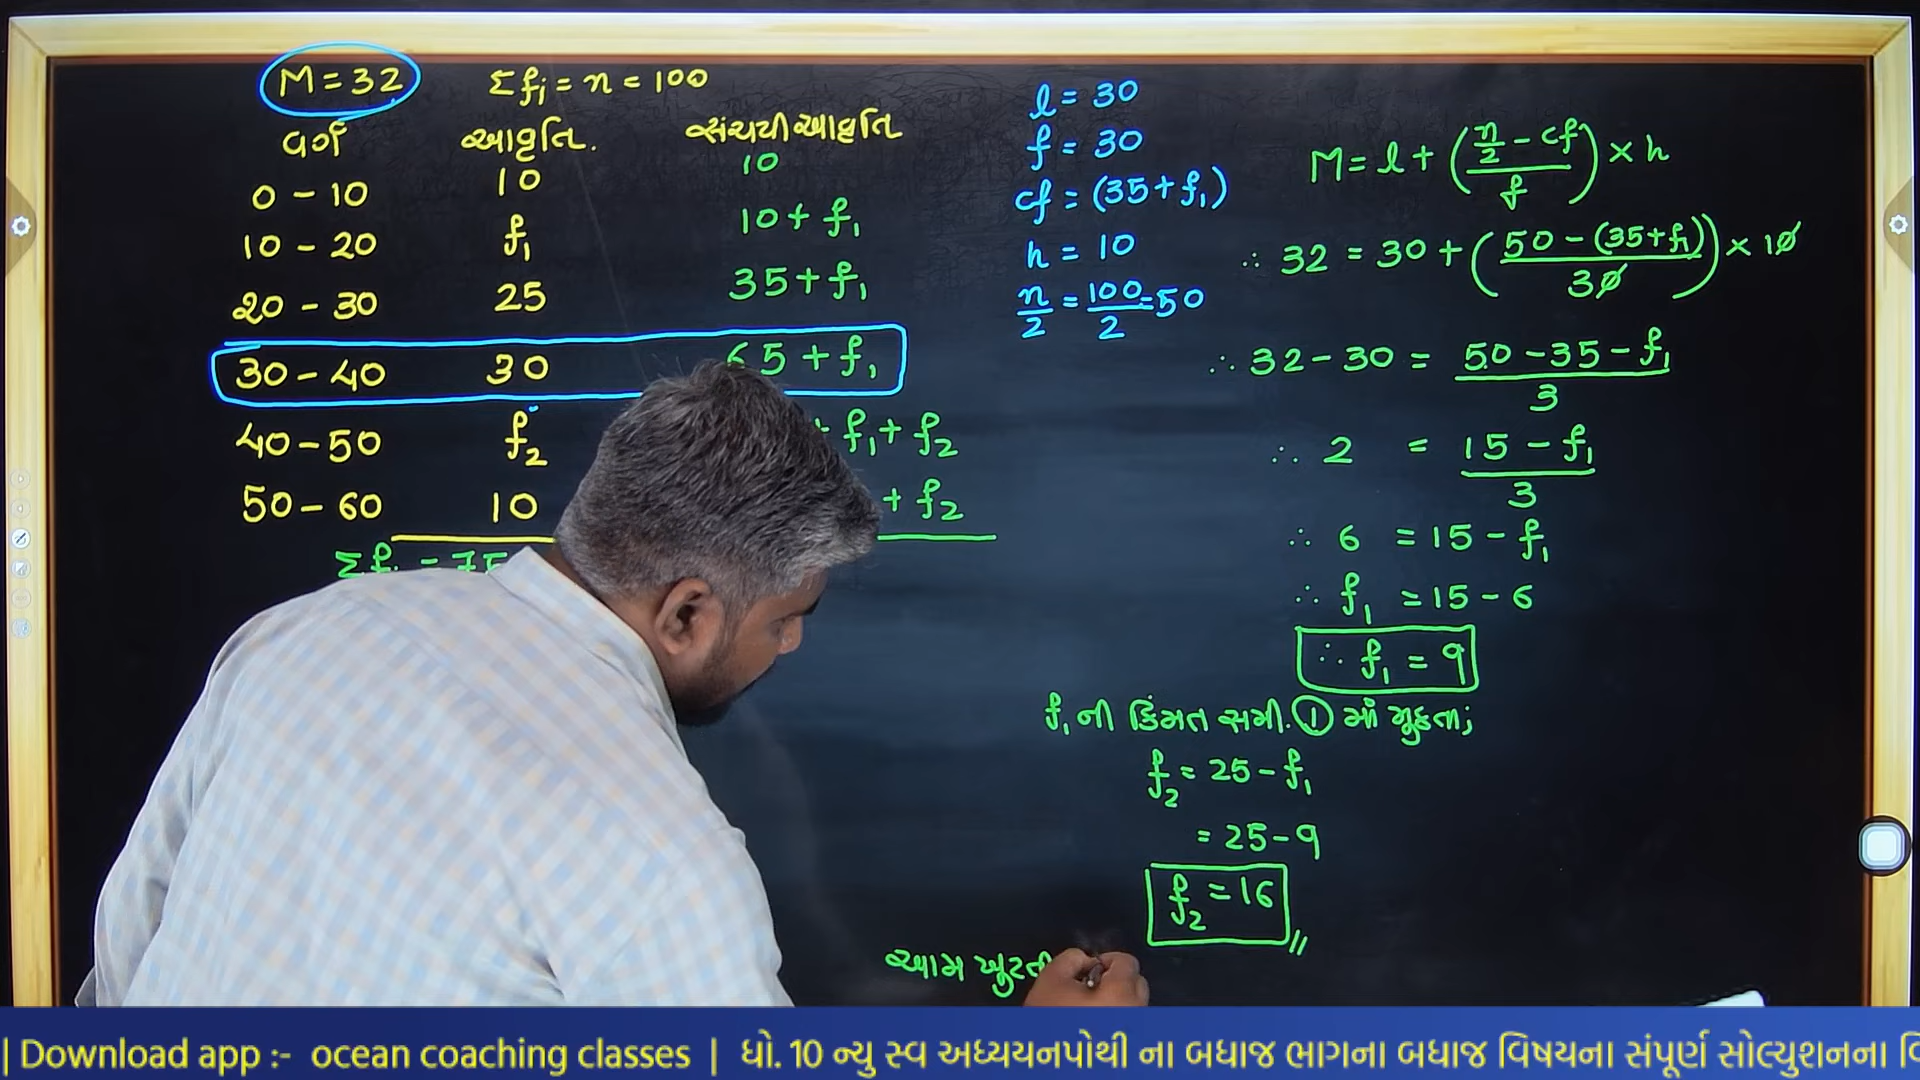 M = 32 Σfi = n = 100
વર્ગ આવૃત્તિ. સંચયી આવૃત્તિ
0 - 10 10 10
10 - 20 f₁ 10 + f₁
20 - 30 25 35 + f₁
30 - 40 30 65 + f₁
40 - 50 f₂ + f₁ + f₂
50 - 60 10 + f₂
Σf = 75
l = 30
f = 30
cf = (35 + f₁)
h = 10
n/2 = 100/2 = 50
M = l + ((n/2 - cf)/f) × h
∴ 32 = 30 + ((50 - (35 + f₁))/30) × 10
∴ 32 - 30 = (50 - 35 - f₁)/3
∴ 2 = (15 - f₁)/3
∴ 6 = 15 - f₁
∴ f₁ = 15 - 6
∴ f₁ = 9
f₁ ની કિંમત સમી. ① માં મુકતા;
f₂ = 25 - f₁
= 25 - 9
f₂ = 16 //
આમ ખુટતી
| Download app :- ocean coaching classes | ધો. 10 ન્યુ સ્વ અધ્યયનપોથી ના બધાજ ભાગના બધાજ વિષયના સંપૂર્ણ સોલ્યુશનના